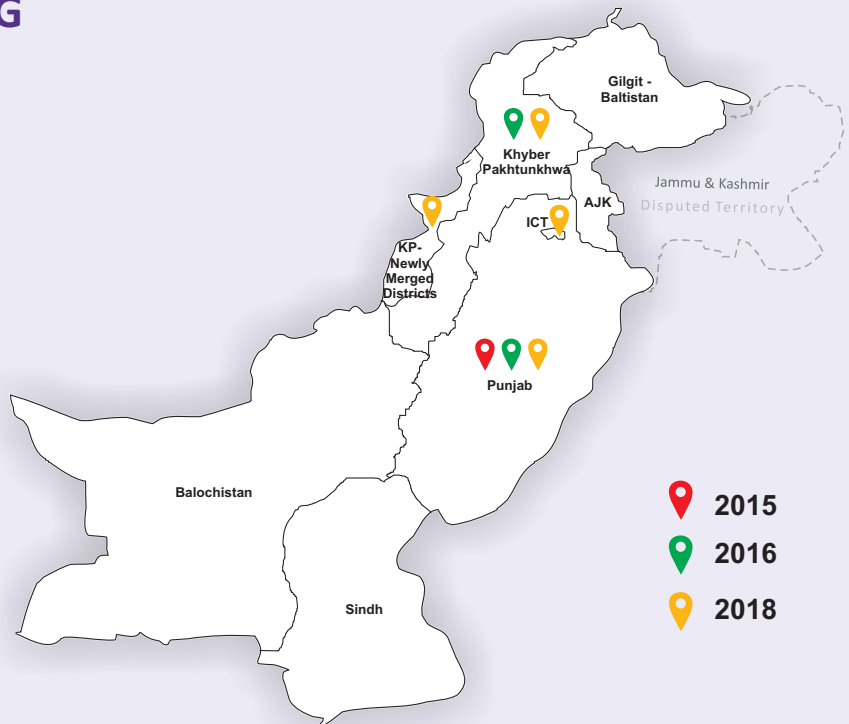 G
Gilgit -
Baltistan
Khyber
Pakhtunkhwa
Jammu & Kashmir
Disputed Territory
AJK
ICT
KP-
Newly
Merged
Districts
Punjab
Balochistan
Sindh
2015
2016
2018